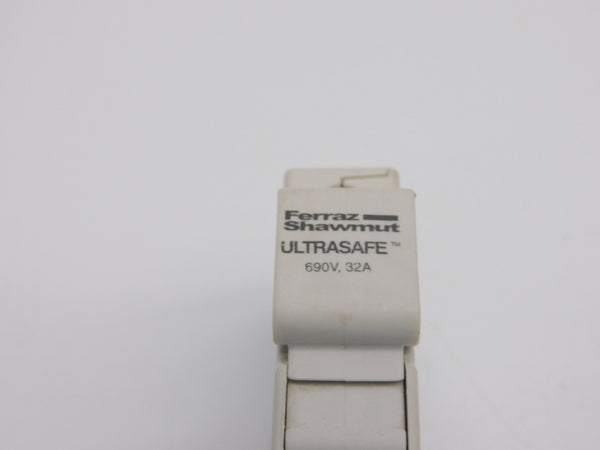 Ferraz
Shawmut
ULTRASAFE™
690V, 32A